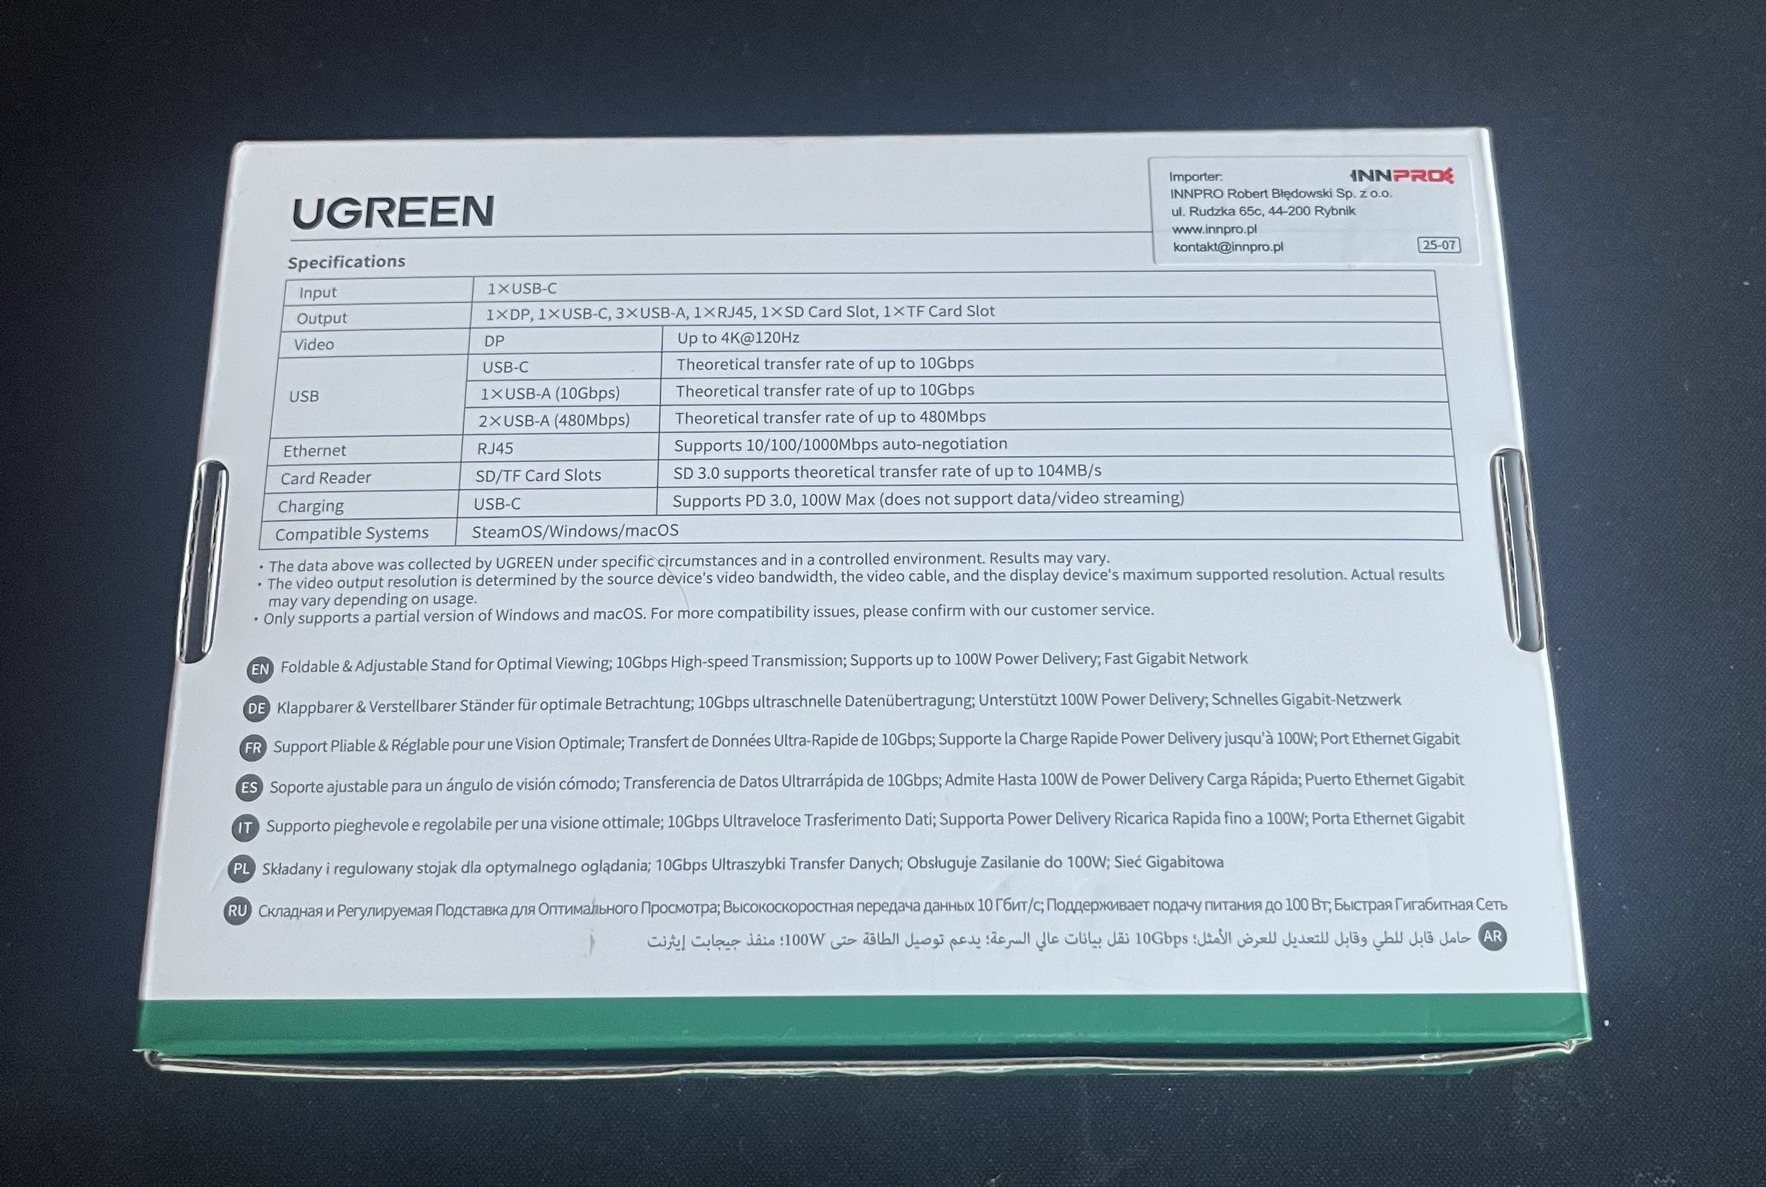 UGREEN
Importer:
INNPRO
INNPRO Robert Błędowski Sp. z o.o.
ul. Rudzka 65c, 44-200 Rybnik
www.innpro.pl
kontakt@innpro.pl
25-07
Specifications
Input 1×USB-C
Output 1×DP, 1×USB-C, 3×USB-A, 1×RJ45, 1×SD Card Slot, 1×TF Card Slot
Video DP Up to 4K@120Hz
USB USB-C Theoretical transfer rate of up to 10Gbps
1×USB-A (10Gbps) Theoretical transfer rate of up to 10Gbps
2×USB-A (480Mbps) Theoretical transfer rate of up to 480Mbps
Ethernet RJ45 Supports 10/100/1000Mbps auto-negotiation
Card Reader SD/TF Card Slots SD 3.0 supports theoretical transfer rate of up to 104MB/s
Charging USB-C Supports PD 3.0, 100W Max (does not support data/video streaming)
Compatible Systems SteamOS/Windows/macOS
• The data above was collected by UGREEN under specific circumstances and in a controlled environment. Results may vary.
• The video output resolution is determined by the source device's video bandwidth, the video cable, and the display device's maximum supported resolution. Actual results
may vary depending on usage.
• Only supports a partial version of Windows and macOS. For more compatibility issues, please confirm with our customer service.
EN Foldable & Adjustable Stand for Optimal Viewing; 10Gbps High-speed Transmission; Supports up to 100W Power Delivery; Fast Gigabit Network
DE Klappbarer & Verstellbarer Ständer für optimale Betrachtung; 10Gbps ultraschnelle Datenübertragung; Unterstützt 100W Power Delivery; Schnelles Gigabit-Netzwerk
FR Support Pliable & Réglable pour une Vision Optimale; Transfert de Données Ultra-Rapide de 10Gbps; Supporte la Charge Rapide Power Delivery jusqu'à 100W; Port Ethernet Gigabit
ES Soporte ajustable para un ángulo de visión cómodo; Transferencia de Datos Ultrarrápida de 10Gbps; Admite Hasta 100W de Power Delivery Carga Rápida; Puerto Ethernet Gigabit
IT Supporto pieghevole e regolabile per una visione ottimale; 10Gbps Ultraveloce Trasferimento Dati; Supporta Power Delivery Ricarica Rapida fino a 100W; Porta Ethernet Gigabit
PL Składany i regulowany stojak dla optymalnego oglądania; 10Gbps Ultraszybki Transfer Danych; Obsługuje Zasilanie do 100W; Sieć Gigabitowa
RU Складная и Регулируемая Подставка для Оптимального Просмотра; Высокоскоростная передача данных 10 Гбит/с; Поддерживает подачу питания до 100 Вт; Быстрая Гигабитная Сеть
AR حامل قابل للطي وقابل للتعديل للعرض الأمثل؛ 10Gbps نقل بيانات عالي السرعة؛ يدعم توصيل الطاقة حتى 100W؛ منفذ جيجابت إيثرنت